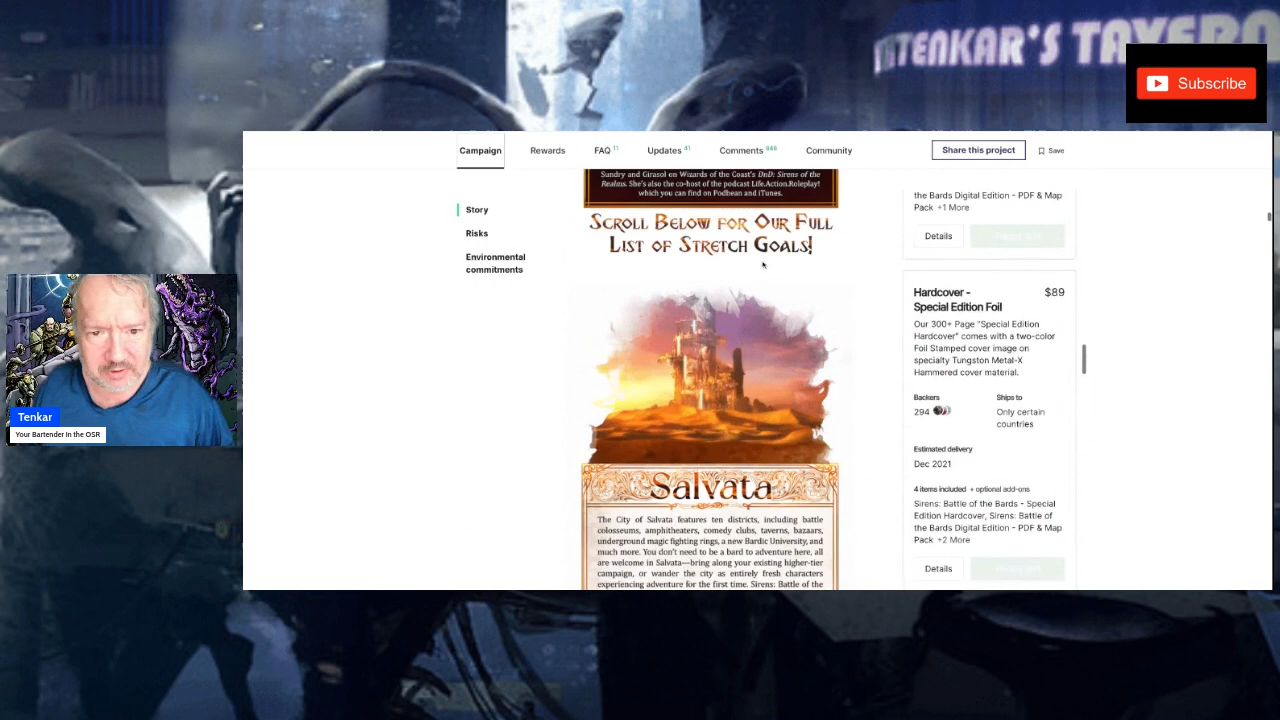 TENKAR'S TAVERN
Subscribe
Campaign
Rewards
FAQ 11
Updates 41
Comments 848
Community
Share this project
Save
Story
Risks
Environmental
commitments
Sundry and Girasol on Wizards of the Coast's DnD: Sirens of the
Realms. She's also the co-host of the podcast Life.Action.Roleplay!
which you can find on Podbean and iTunes.
Scroll Below for Our Full
List of Stretch Goals!
Salvata
The City of Salvata features ten districts, including battle
colosseums, amphitheaters, comedy clubs, taverns, bazaars,
underground magic fighting rings, a new Bardic University, and
much more. You don't need to be a bard to adventure here, all
are welcome in Salvata—bring along your existing higher-tier
campaign, or wander the city as entirely fresh characters
experiencing adventure for the first time. Sirens: Battle of the
the Bards Digital Edition - PDF & Map
Pack +1 More
Details
Hardcover - $89
Special Edition Foil
Our 300+ Page "Special Edition
Hardcover" comes with a two-color
Foil Stamped cover image on
specialty Tungston Metal-X
Hammered cover material.
Backers Ships to
294 Only certain
countries
Estimated delivery
Dec 2021
4 items included + optional add-ons
Sirens: Battle of the Bards - Special
Edition Hardcover, Sirens: Battle of
the Bards Digital Edition - PDF & Map
Pack +2 More
Details
Tenkar
Your Bartender In the OSR